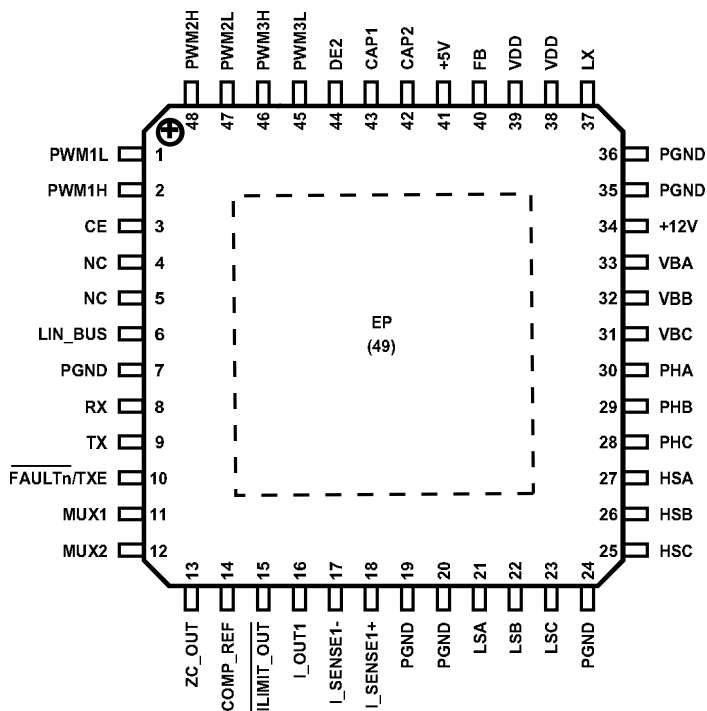 PWM2H PWM2L PWM3H PWM3L DE2 CAP1 CAP2 +5V FB VDD VDD LX
48 47 46 45 44 43 42 41 40 39 38 37
PWM1L 1 36 PGND
PWM1H 2 35 PGND
CE 3 34 +12V
NC 4 33 VBA
NC 5 32 VBB
LIN_BUS 6 31 VBC
PGND 7 30 PHA
RX 8 29 PHB
TX 9 28 PHC
FAULTn/TXE 10 27 HSA
MUX1 11 26 HSB
MUX2 12 25 HSC
EP
(49)
13 14 15 16 17 18 19 20 21 22 23 24
ZC_OUT COMP_REF ILIMIT_OUT I_OUT1 I_SENSE1- I_SENSE1+ PGND PGND LSA LSB LSC PGND